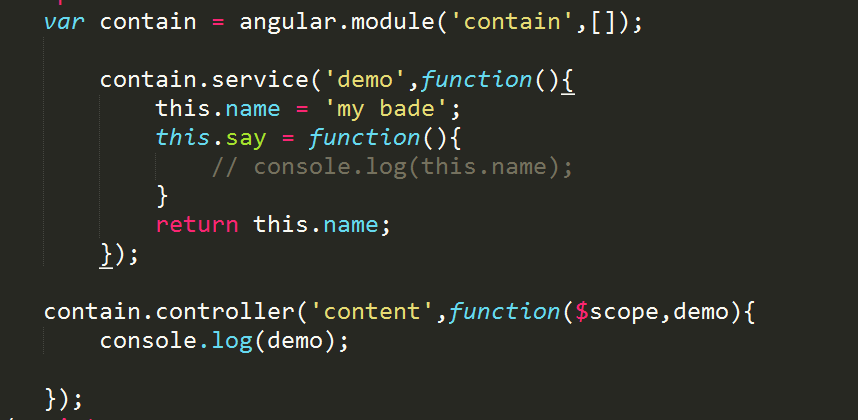 var contain = angular.module('contain',[]);
contain.service('demo',function(){
this.name = 'my bade';
this.say = function(){
// console.log(this.name);
}
return this.name;
});
contain.controller('content',function($scope,demo){
console.log(demo);
});